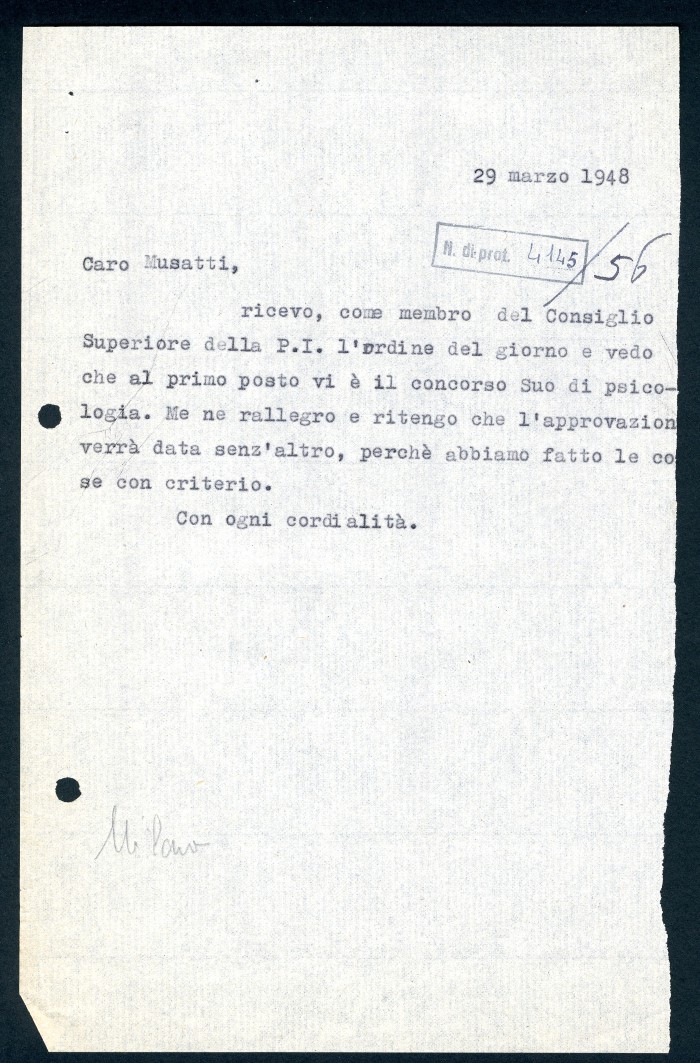 29 marzo 1948
N. di prot. 4145/56
Caro Musatti,
ricevo, come membro del Consiglio
Superiore della P.I. l'ordine del giorno e vedo
che al primo posto vi è il concorso Suo di psico-
logia. Me ne rallegro e ritengo che l'approvazion
verrà data senz'altro, perchè abbiamo fatto le co
se con criterio.
Con ogni cordialità.
Milano